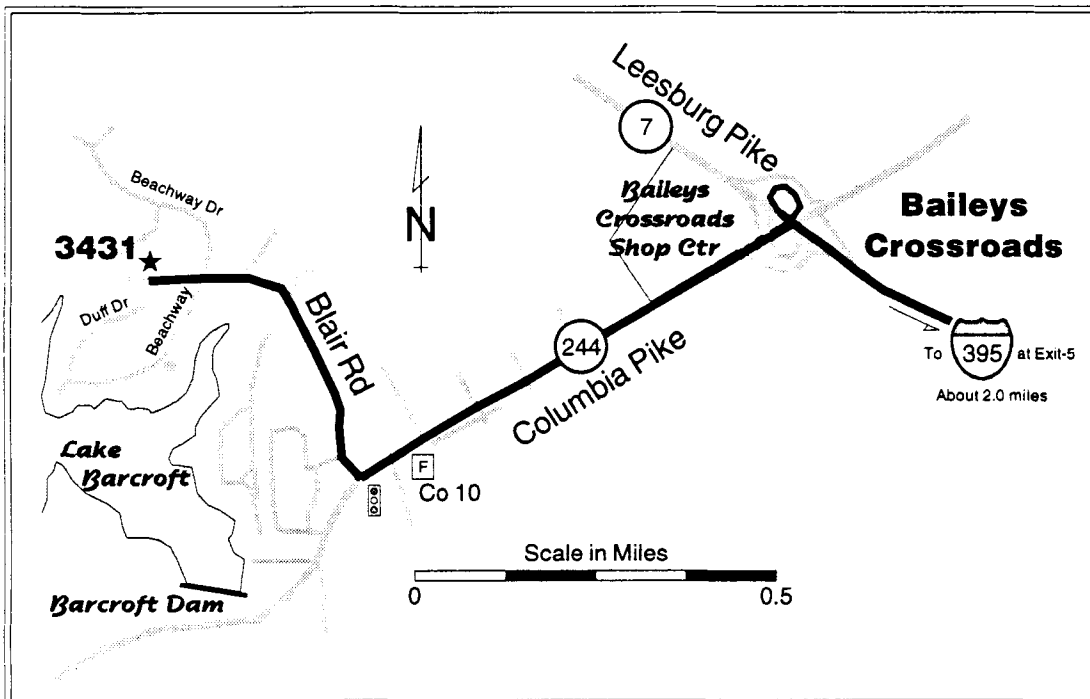 Leesburg Pike
7
Beachway Dr
Baileys
Crossroads
Shop Ctr
Baileys
Crossroads
3431
N
Duff Dr
Beachway
Blair Rd
244
Columbia Pike
To 395 at Exit-5
About 2.0 miles
Lake
Barcroft
F
Co 10
Scale in Miles
0 0.5
Barcroft Dam